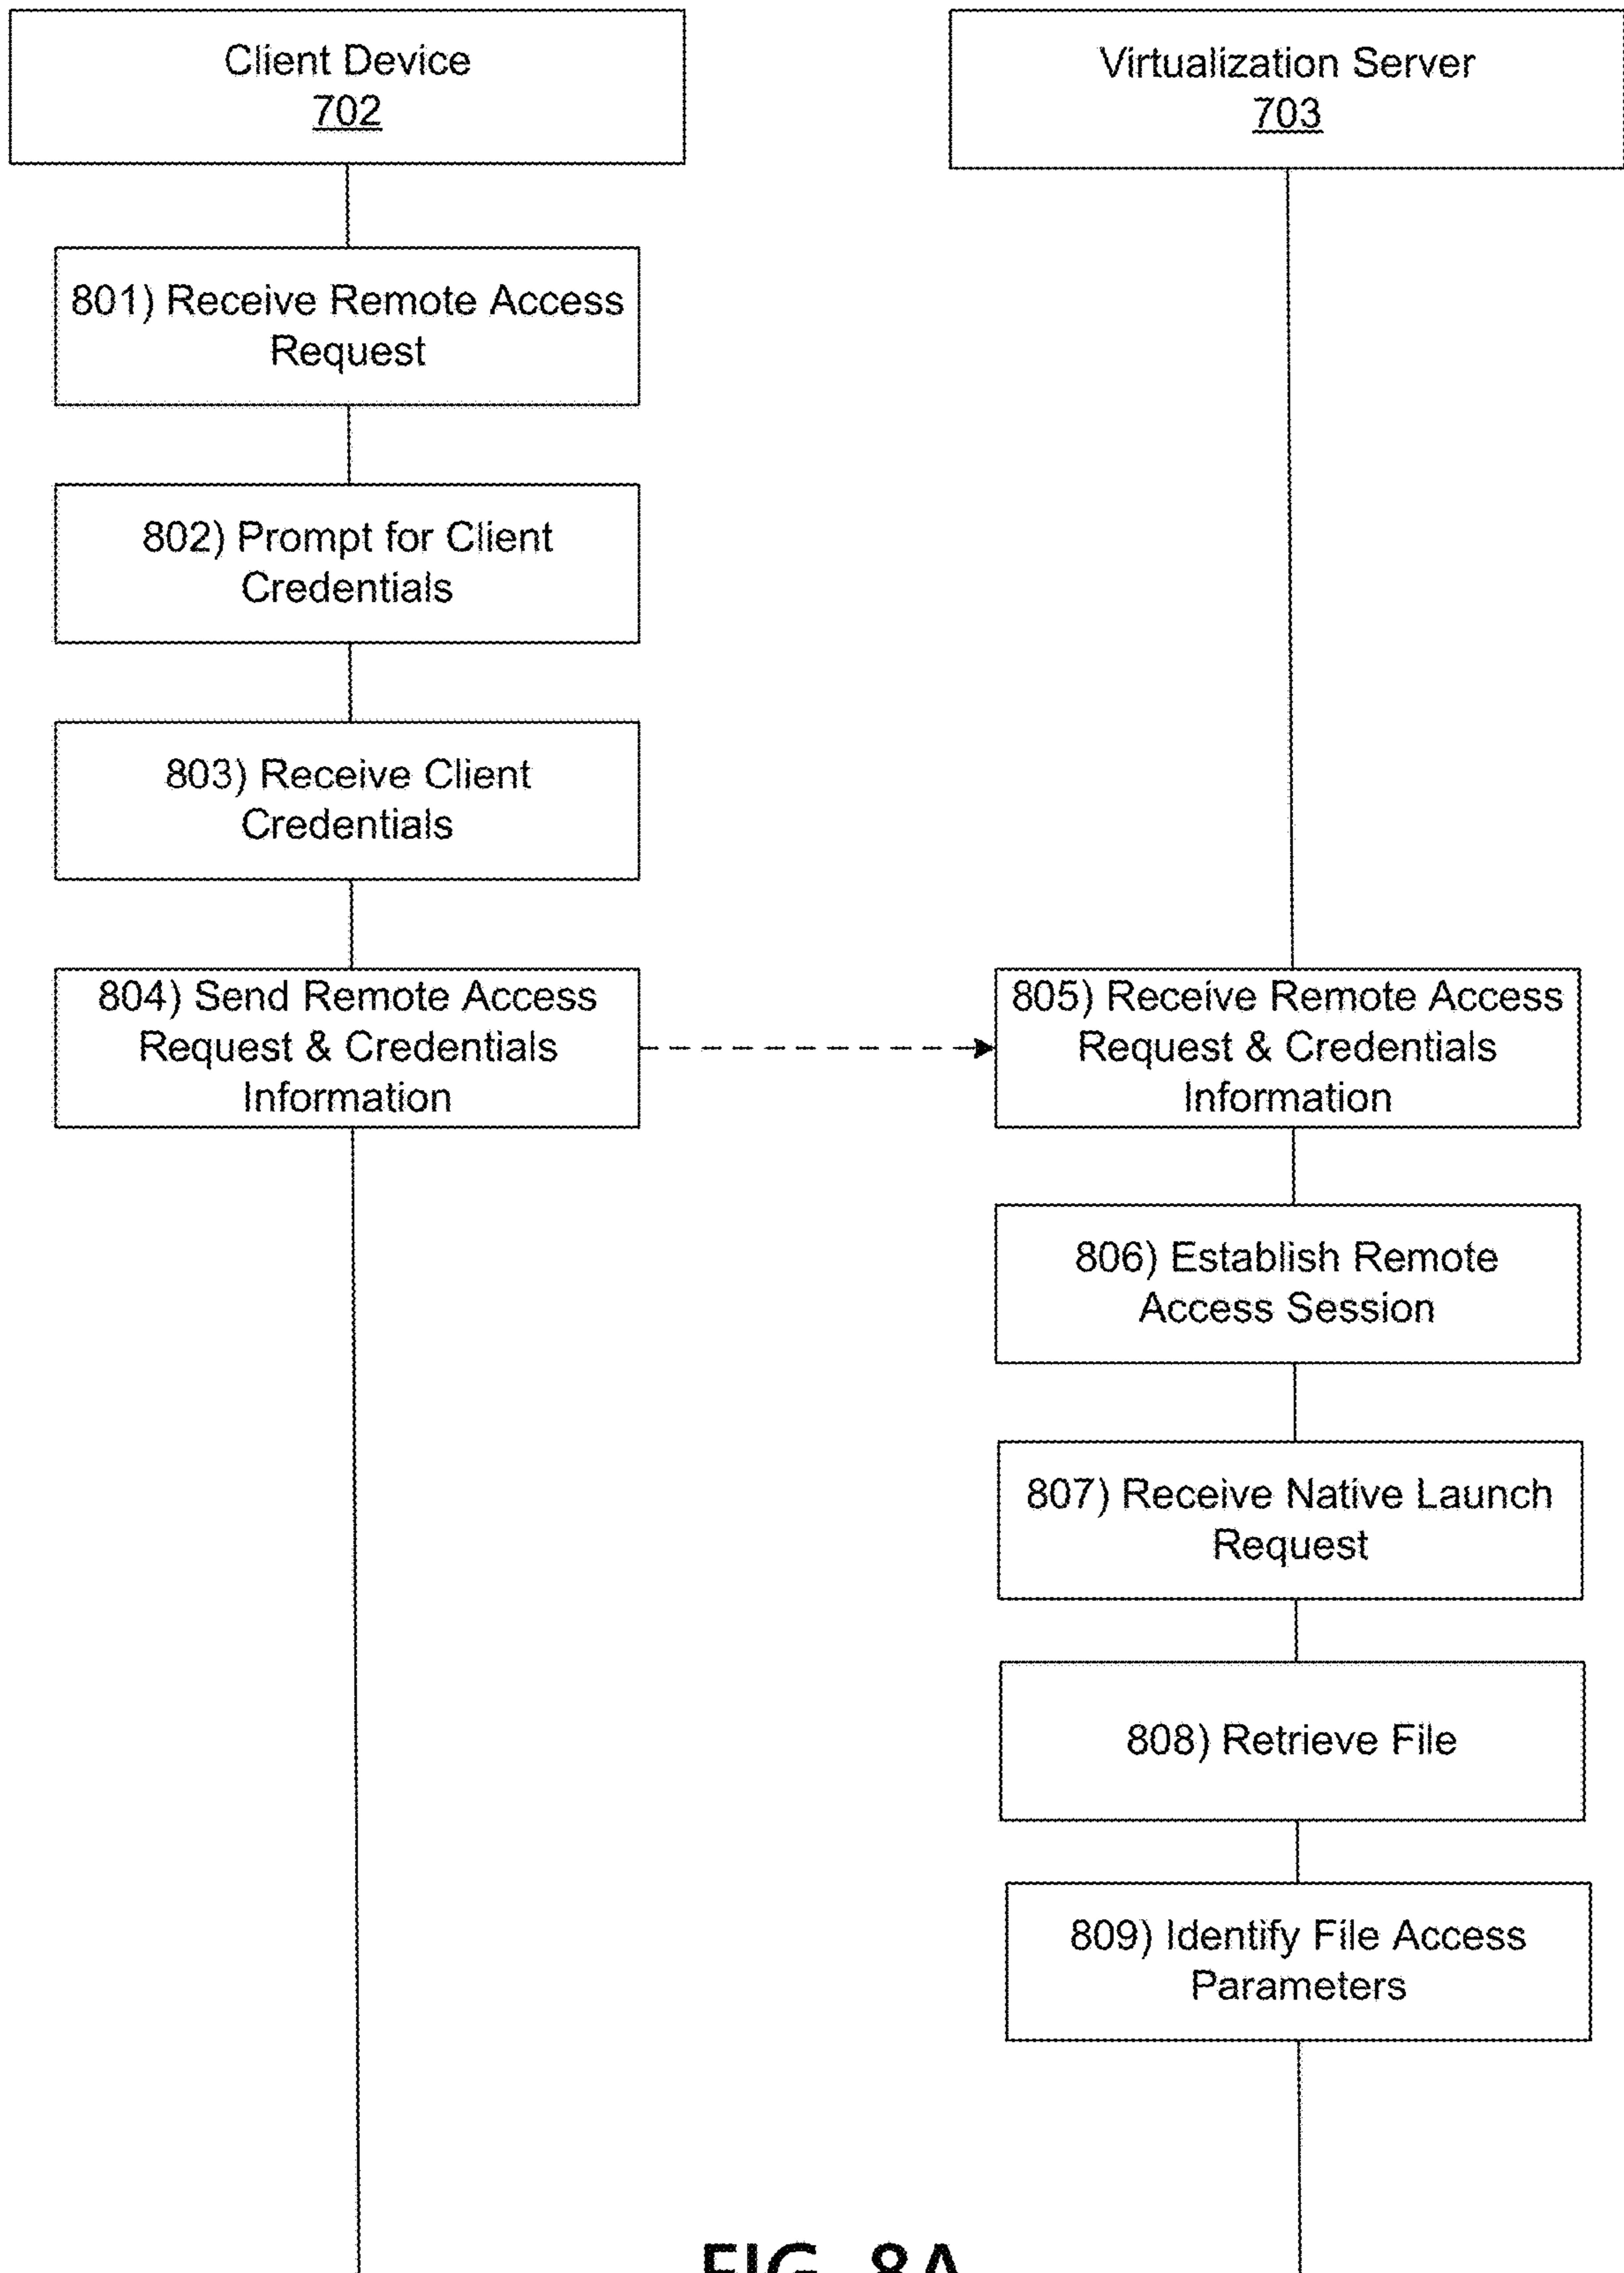 Client Device
702
Virtualization Server
703
801) Receive Remote Access
Request
802) Prompt for Client
Credentials
803) Receive Client
Credentials
804) Send Remote Access
Request & Credentials
Information
805) Receive Remote Access
Request & Credentials
Information
806) Establish Remote
Access Session
807) Receive Native Launch
Request
808) Retrieve File
809) Identify File Access
Parameters
FIG. 8A